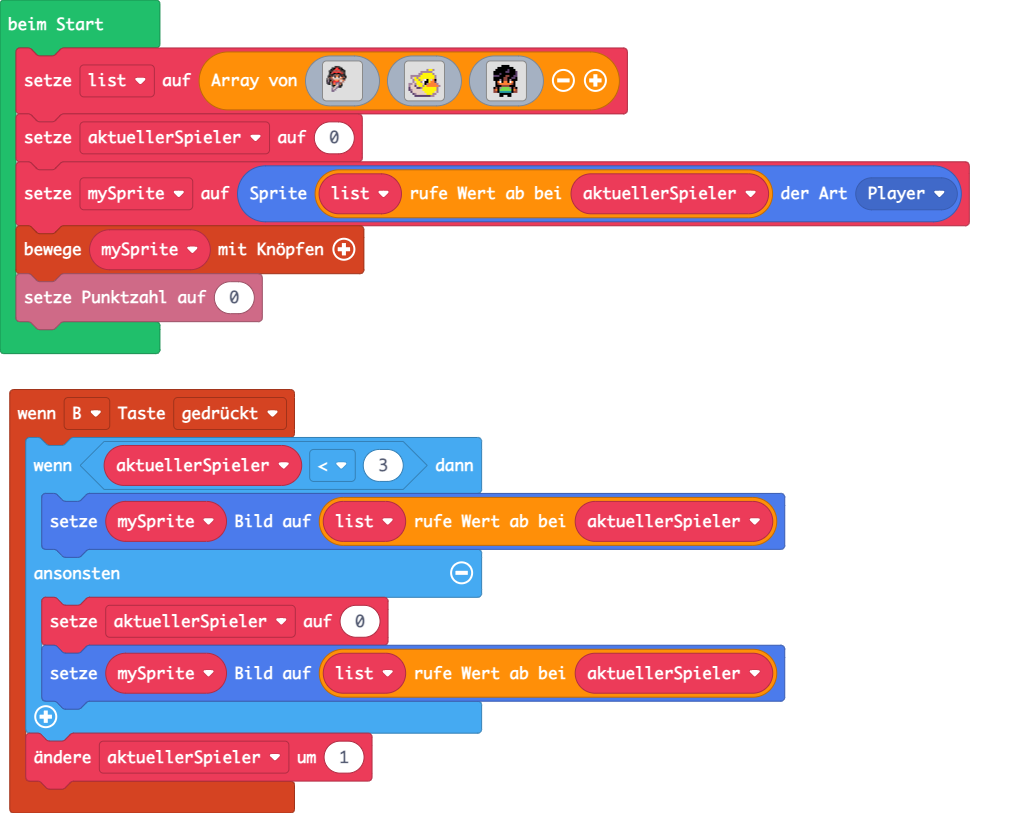 beim Start
setze list auf Array von
setze aktuellerSpieler auf 0
setze mySprite auf Sprite list rufe Wert ab bei aktuellerSpieler der Art Player
bewege mySprite mit Knöpfen
setze Punktzahl auf 0
wenn B Taste gedrückt
wenn aktuellerSpieler < 3 dann
setze mySprite Bild auf list rufe Wert ab bei aktuellerSpieler
ansonsten
setze aktuellerSpieler auf 0
setze mySprite Bild auf list rufe Wert ab bei aktuellerSpieler
ändere aktuellerSpieler um 1